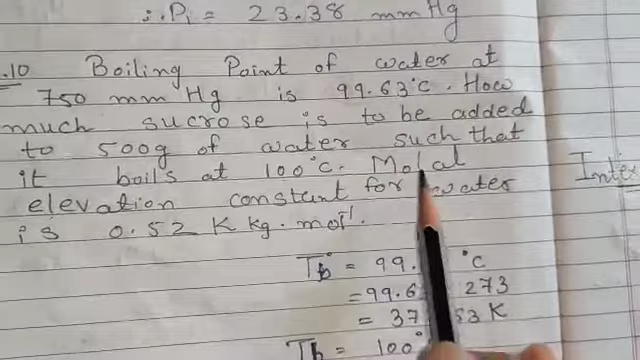 ∴ P₁ = 23.38 mm Hg
.10 Boiling Point of water at
750 mm Hg is 99.63°C. How
much sucrose is to be added
to 500g of water such that
it boils at 100°C. Molal
elevation constant for water
is 0.52 K kg. mol⁻¹.
Inte
T°b = 99. °C
= 99.6 273
= 37 3 K
Tb = 100°